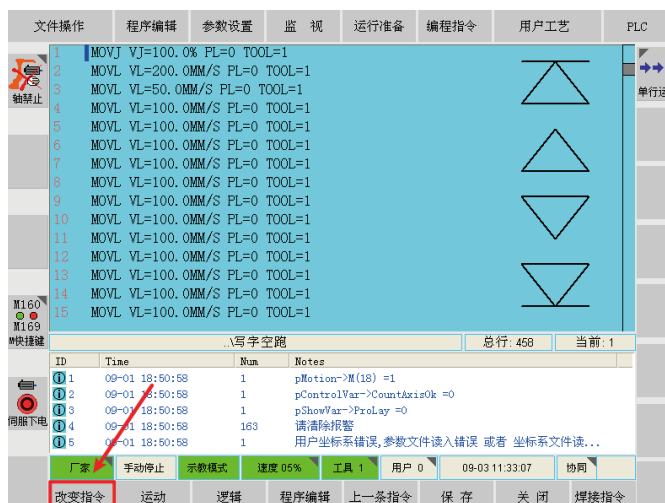 文件操作 程序编辑 参数设置 监 视 运行准备 编程指令 用户工艺 PLC
轴禁止
单行运
M160
M169
M快捷键
伺服下电
1 MOVJ VJ=100.0% PL=0 TOOL=1
2 MOVL VL=200.0MM/S PL=0 TOOL=1
3 MOVL VL=50.0MM/S PL=0 TOOL=1
4 MOVL VL=100.0MM/S PL=0 TOOL=1
5 MOVL VL=100.0MM/S PL=0 TOOL=1
6 MOVL VL=100.0MM/S PL=0 TOOL=1
7 MOVL VL=100.0MM/S PL=0 TOOL=1
8 MOVL VL=100.0MM/S PL=0 TOOL=1
9 MOVL VL=100.0MM/S PL=0 TOOL=1
10 MOVL VL=100.0MM/S PL=0 TOOL=1
11 MOVL VL=100.0MM/S PL=0 TOOL=1
12 MOVL VL=100.0MM/S PL=0 TOOL=1
13 MOVL VL=100.0MM/S PL=0 TOOL=1
14 MOVL VL=100.0MM/S PL=0 TOOL=1
15 MOVL VL=100.0MM/S PL=0 TOOL=1
..\写字空跑 总行: 458 当前: 1
ID Time Num Notes
1 09-01 18:50:58 1 pMotion->M(18) =1
2 09-01 18:50:58 1 pControlVar->CountAxisOk =0
3 09-01 18:50:58 1 pShowVar->ProLay =0
4 09-01 18:50:58 163 请清除报警
5 09-01 18:50:58 1 用户坐标系错误,参数文件读入错误 或者 坐标系文件读...
厂家 手动停止 示教模式 速度 05% 工具 1 用户 0 09-03 11:33:07 协同
改变指令 运动 逻辑 程序编辑 上一条指令 保 存 关 闭 焊接指令